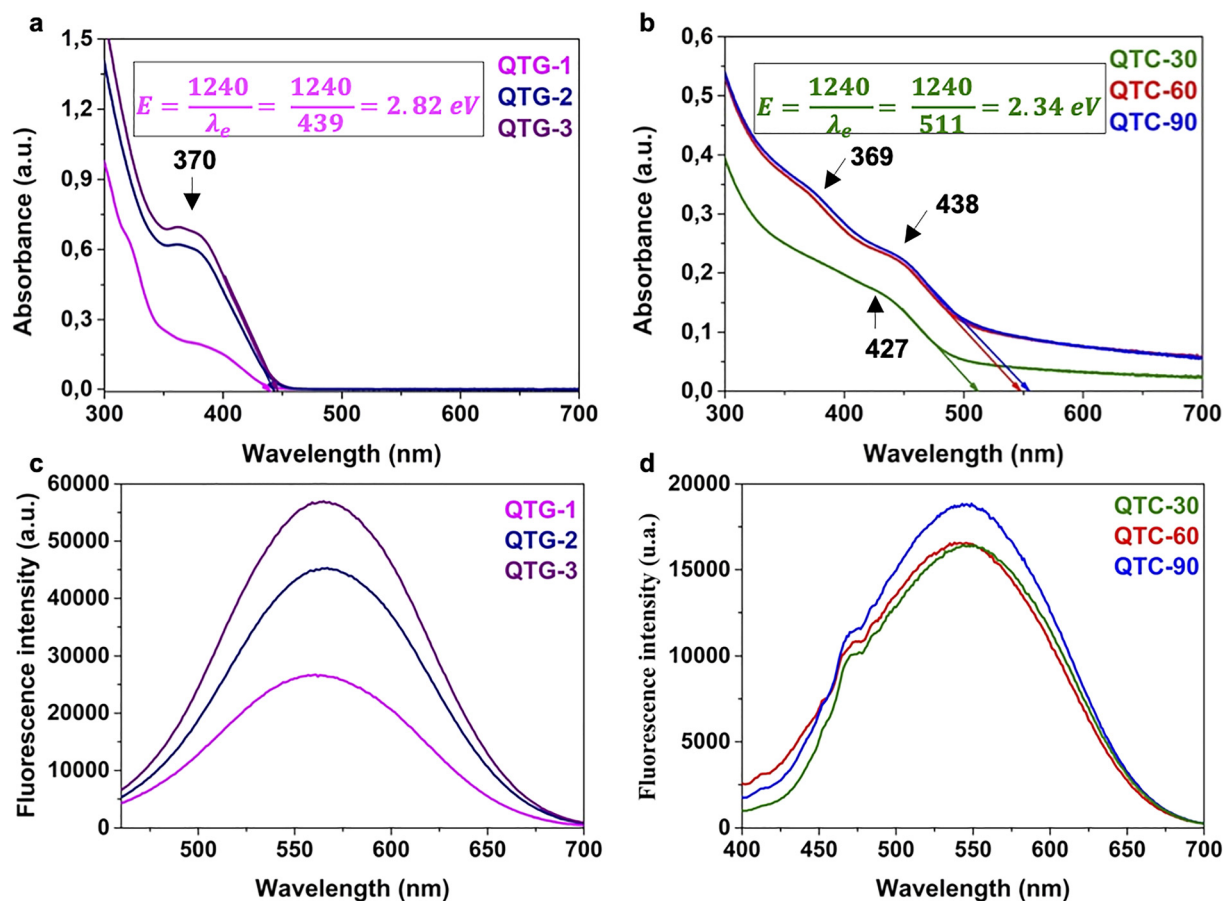 a
1,5
1,2
0,9
0,6
0,3
0,0
Absorbance (a.u.)
QTG-1
QTG-2
QTG-3
E = 1240/λe = 1240/439 = 2.82 eV
370
300 400 500 600 700
Wavelength (nm)
b
0,6
0,5
0,4
0,3
0,2
0,1
0,0
Absorbance (a.u.)
QTC-30
QTC-60
QTC-90
E = 1240/λe = 1240/511 = 2.34 eV
369
438
427
300 400 500 600 700
Wavelength (nm)
c
60000
50000
40000
30000
20000
10000
0
Fluorescence intensity (a.u.)
QTG-1
QTG-2
QTG-3
500 550 600 650 700
Wavelength (nm)
d
20000
15000
10000
5000
0
Fluorescence intensity (u.a.)
QTC-30
QTC-60
QTC-90
400 450 500 550 600 650 700
Wavelength (nm)